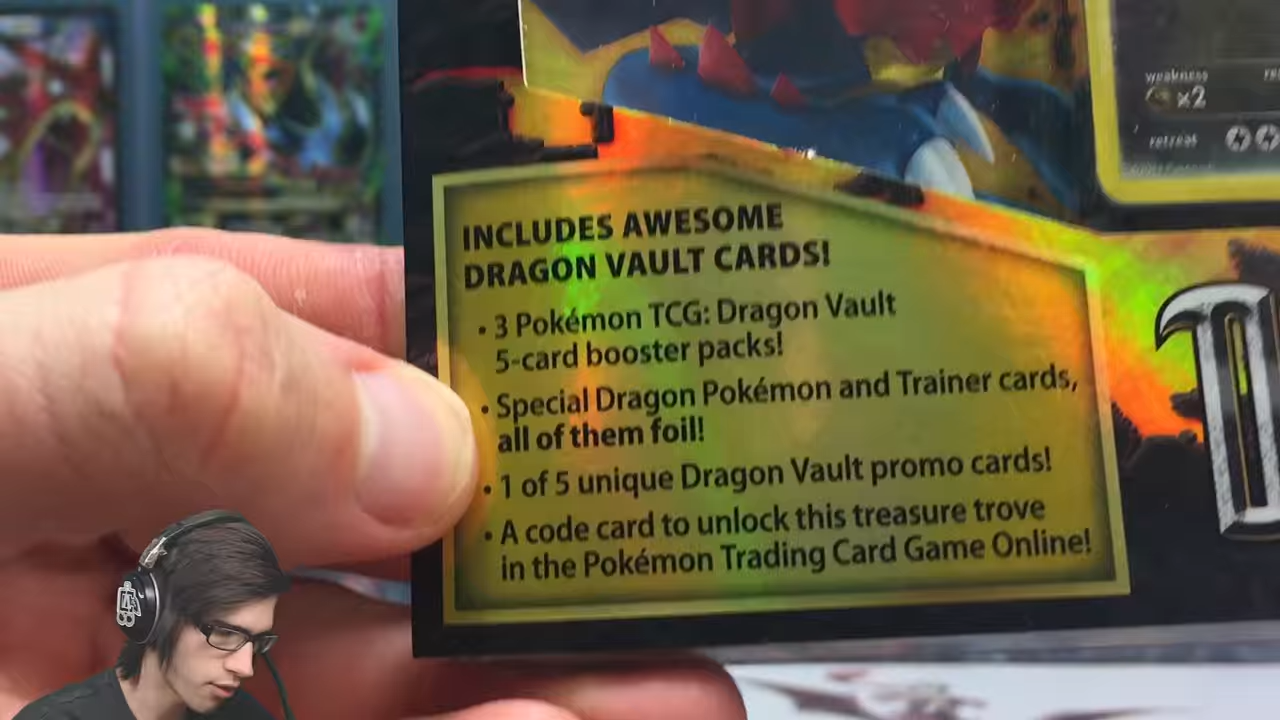 weakness
x2
retreat
INCLUDES AWESOME
DRAGON VAULT CARDS!
• 3 Pokémon TCG: Dragon Vault
5-card booster packs!
• Special Dragon Pokémon and Trainer cards,
all of them foil!
• 1 of 5 unique Dragon Vault promo cards!
• A code card to unlock this treasure trove
in the Pokémon Trading Card Game Online!